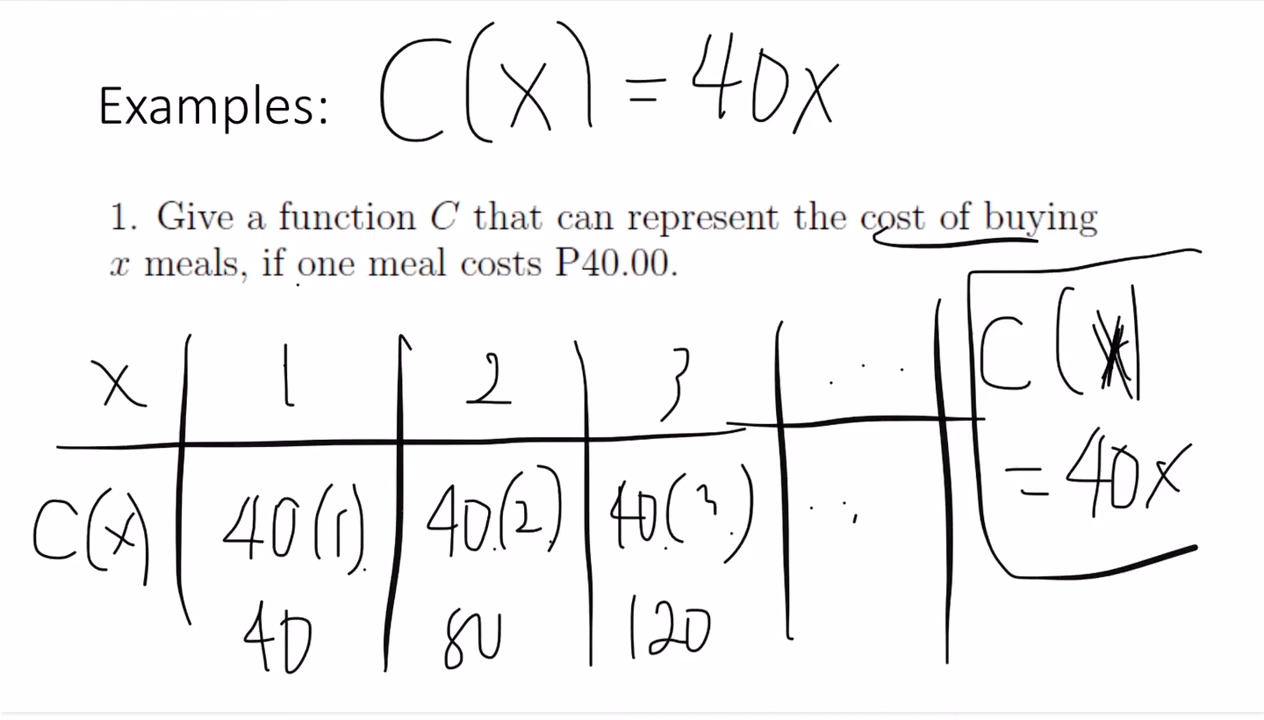 Examples: C(x) = 40x
1. Give a function C that can represent the cost of buying
x meals, if one meal costs P40.00.
x 1 2 3 ...
C(x) 40(1) 40(2) 40(3) ...
40 80 120
C(x)
= 40x